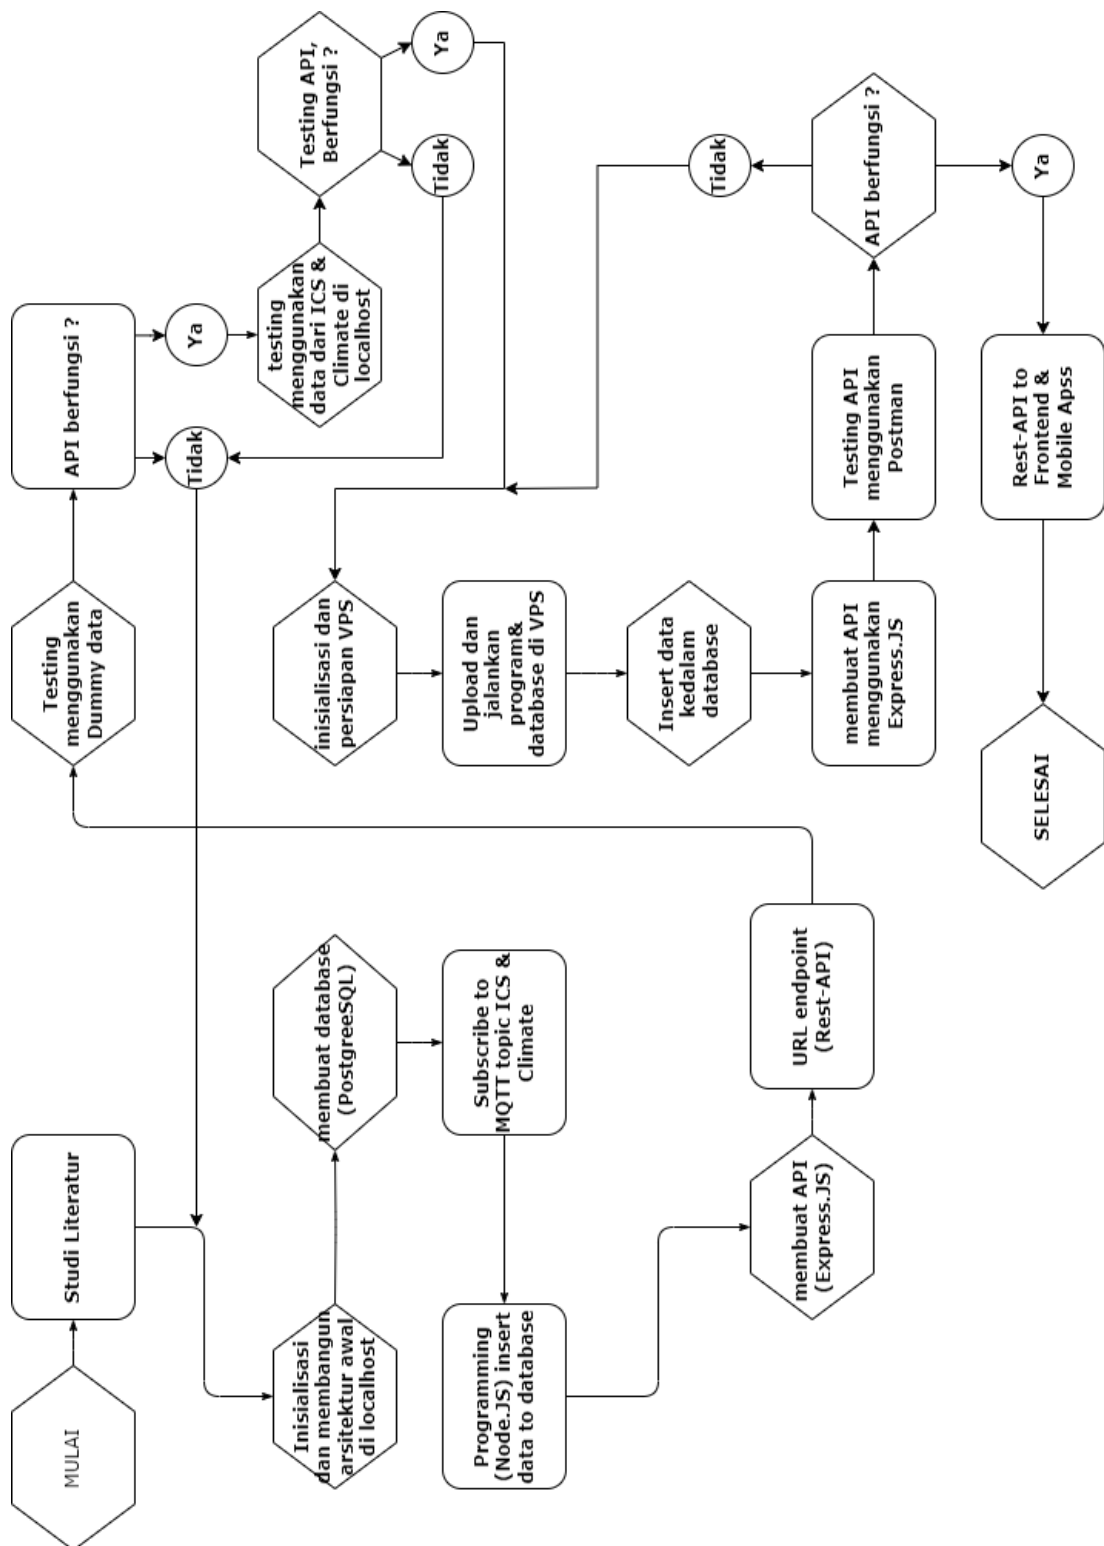 MULAI
Studi Literatur
Inisialisasi
dan membangun
arsitektur awal
di localhost
membuat database
(PostgreeSQL)
Subscribe to
MQTT topic ICS &
Climate
Programming
(Node.JS) insert
data to database
membuat API
(Express.JS)
URL endpoint
(Rest-API)
Testing
menggunakan
Dummy data
API berfungsi ?
Tidak
Ya
testing
menggunakan
data dari ICS &
Climate di
localhost
Testing API,
Berfungsi ?
Tidak
Ya
inisialisasi dan
persiapan VPS
Upload dan
jalankan
program&
database di VPS
Insert data
kedalam
database
membuat API
menggunakan
Express.JS
Testing API
menggunakan
Postman
API berfungsi ?
Tidak
Ya
Rest-API to
Frontend &
Mobile Apss
SELESAI